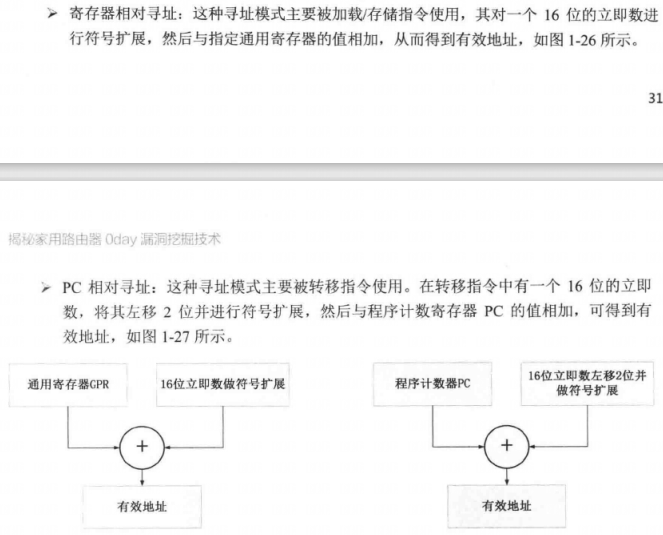 ➢ 寄存器相对寻址：这种寻址模式主要被加载/存储指令使用，其对一个 16 位的立即数进
行符号扩展，然后与指定通用寄存器的值相加，从而得到有效地址，如图 1-26 所示。
31
揭秘家用路由器 0day 漏洞挖掘技术
➢ PC 相对寻址：这种寻址模式主要被转移指令使用。在转移指令中有一个 16 位的立即
数，将其左移 2 位并进行符号扩展，然后与程序计数寄存器 PC 的值相加，可得到有
效地址，如图 1-27 所示。
通用寄存器GPR
16位立即数做符号扩展
+
有效地址
程序计数器PC
16位立即数左移2位并
做符号扩展
+
有效地址